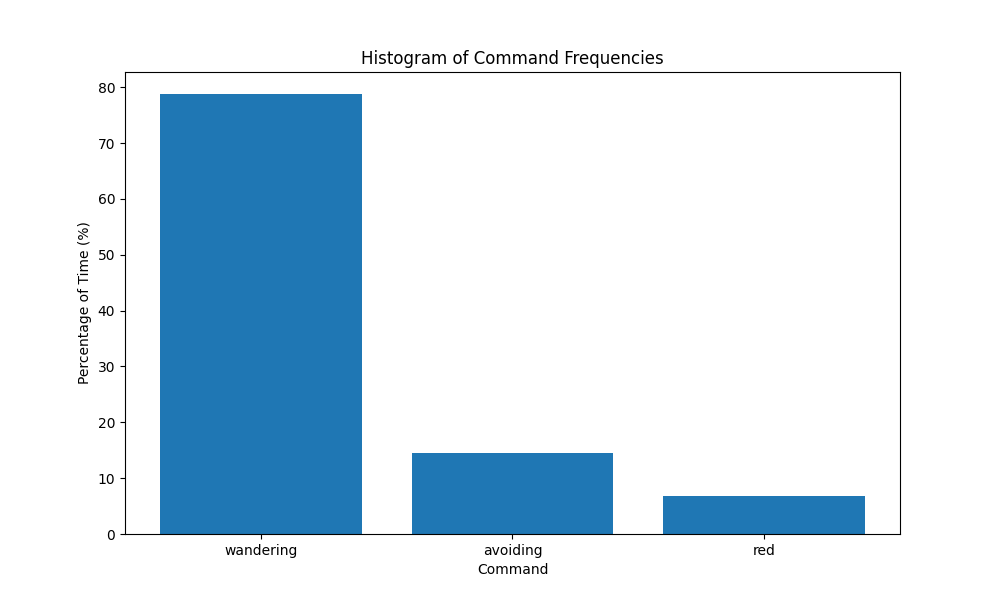 Histogram of Command Frequencies
80
70
60
50
40
30
20
10
0
Percentage of Time (%)
wandering avoiding red
Command